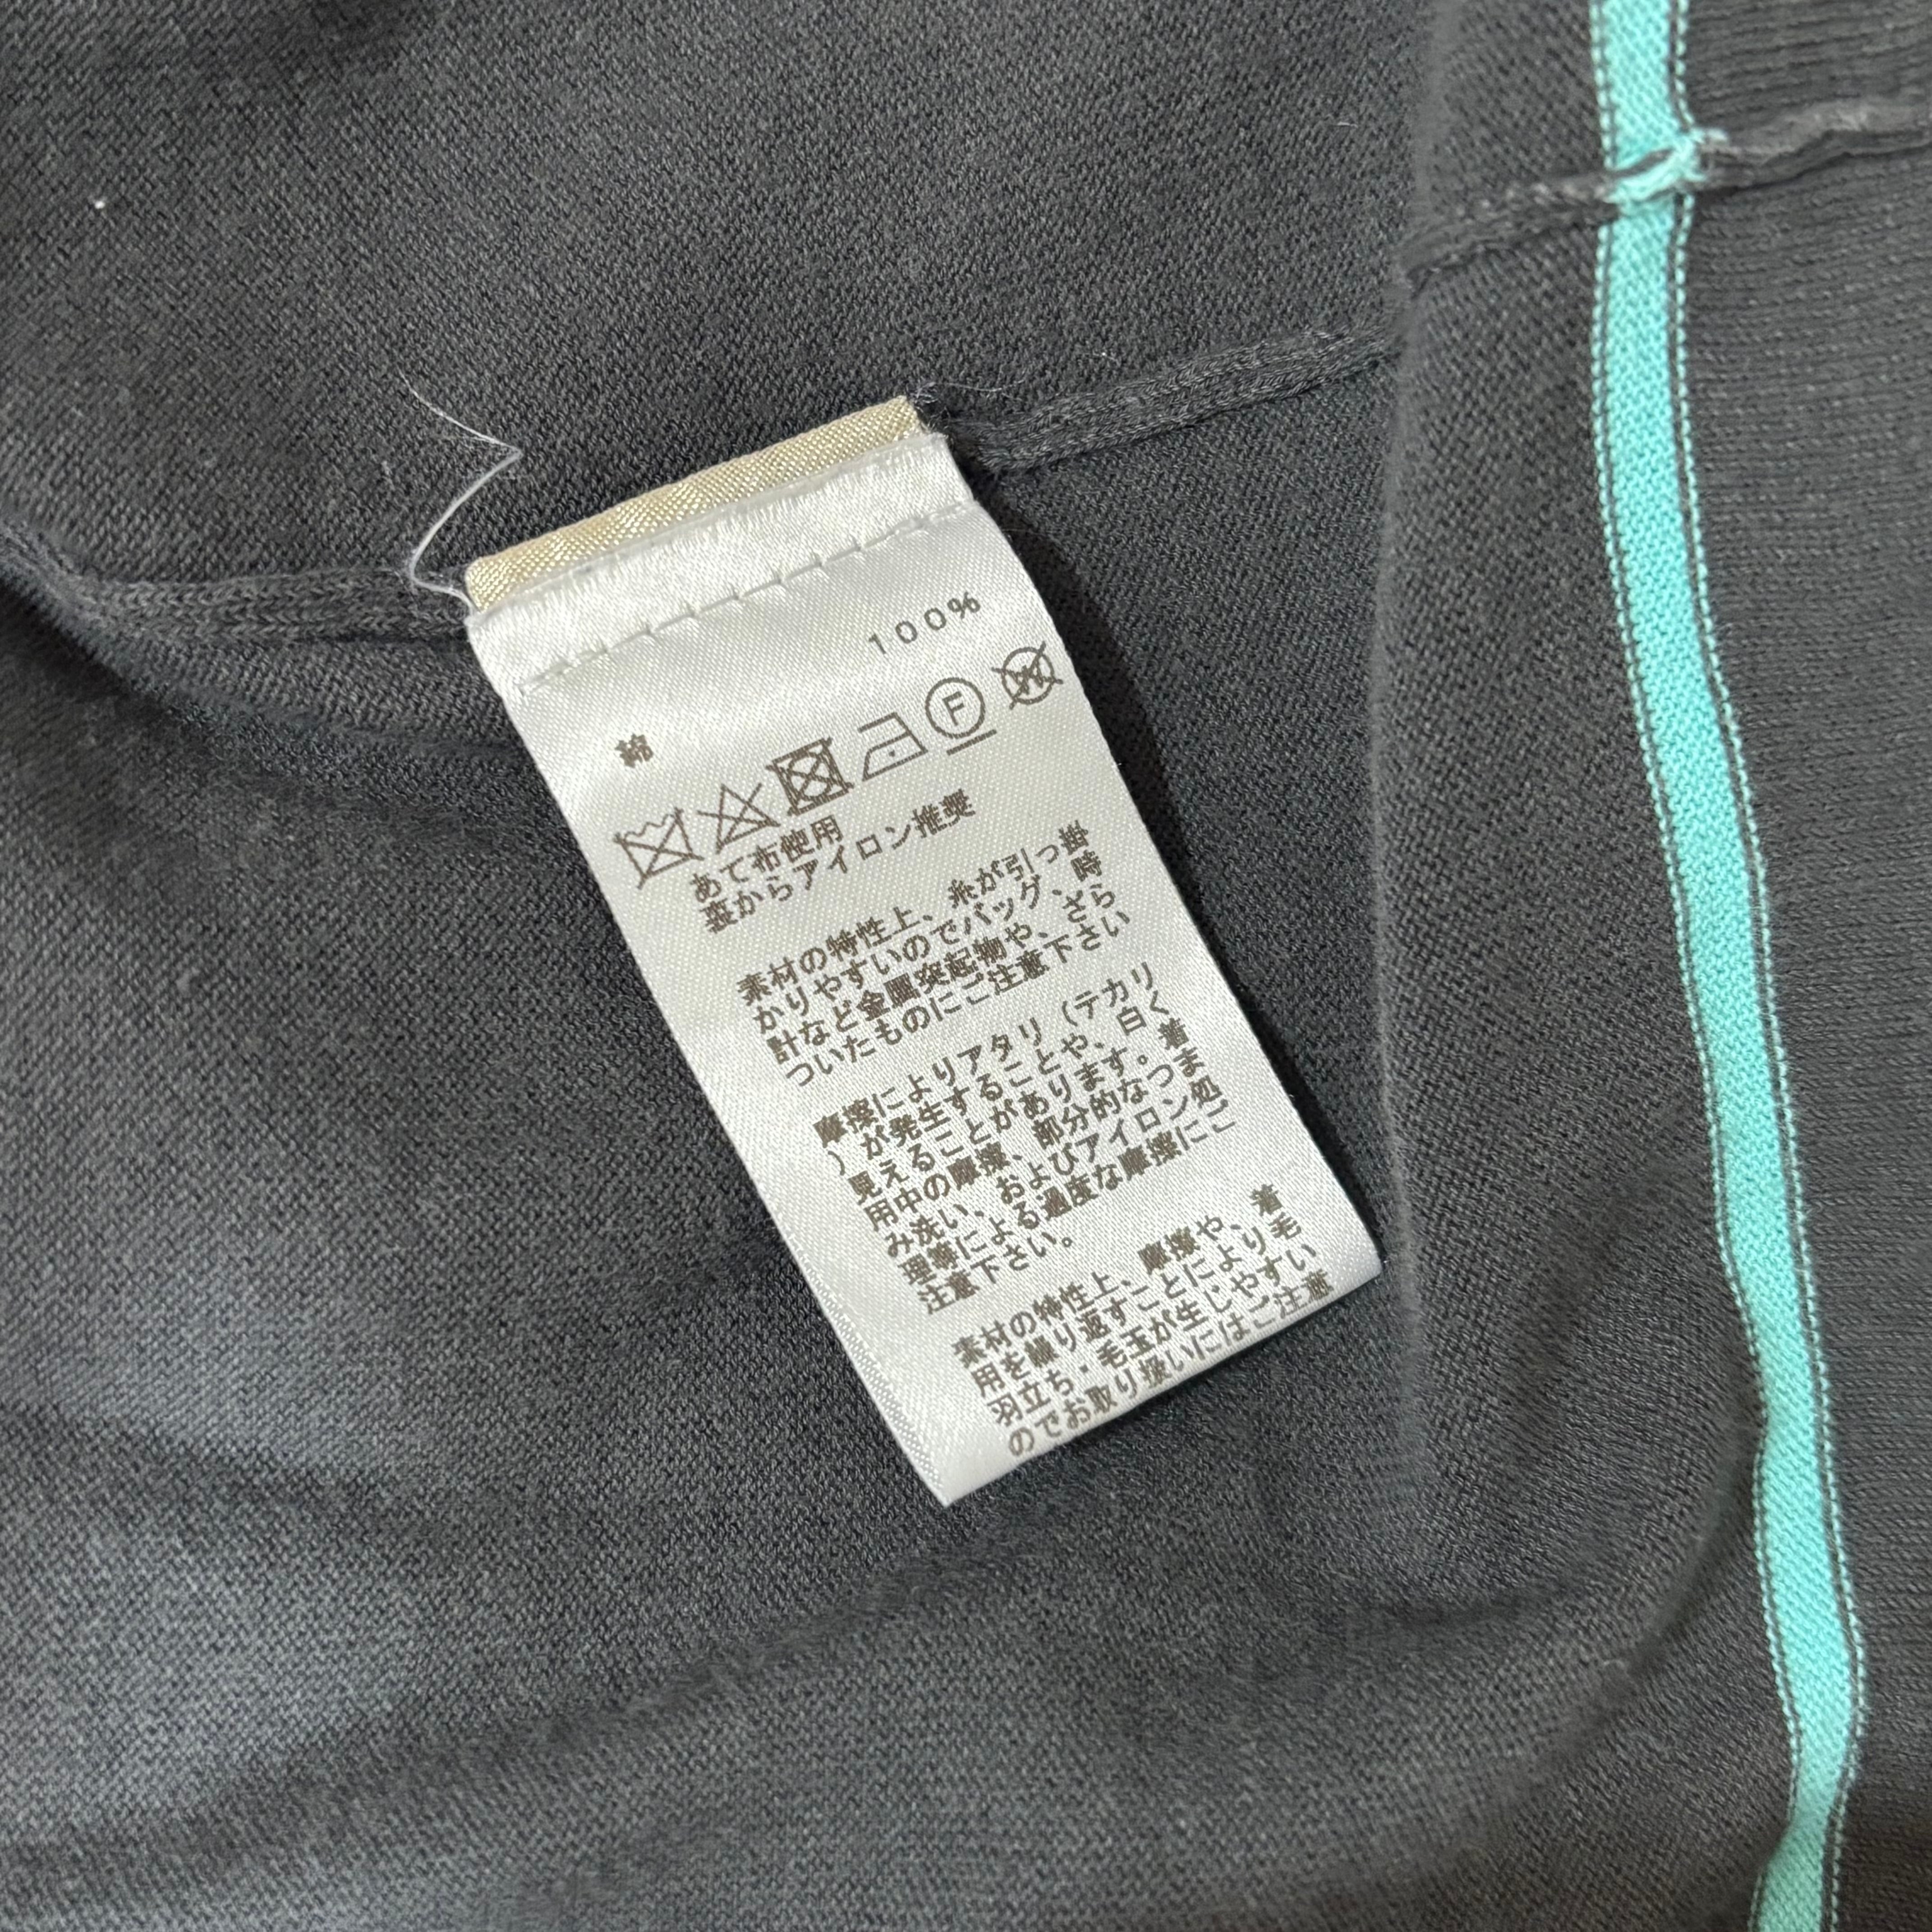 綿 100%
F
W
あて布使用
裏からアイロン推奨
素材の特性上、糸が引っ掛
かりやすいのでバッグ、時
計など金属突起物や、ざら
ついたものにご注意下さい
摩擦によりアタリ（テカリ
）が発生することや、白く
見えることがあります。着
用中の摩擦、部分的なつま
み洗い、およびアイロン処
理等による過度な摩擦にご
注意下さい。
素材の特性上、摩擦や、着
用を繰り返すことにより毛
羽立ち・毛玉が生じやすい
のでお取り扱いにはご注意